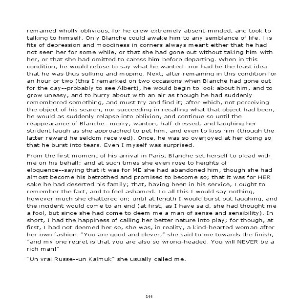 remained wholly oblivious, for he grew extremely absent-minded, and took to
talking to himself. Only Blanche could awake him to any semblance of life. His
fits of depression and moodiness in corners always meant either that he had
not seen her for some while, or that she had gone out without taking him with
her, or that she had omitted to caress him before departing. When in this
condition, he would refuse to say what he wanted--nor had he the least idea
that he was thus sulking and moping. Next, after remaining in this condition for
an hour or two (this I remarked on two occasions when Blanche had gone out
for the day--probably to see Albert), he would begin to look about him, and to
grow uneasy, and to hurry about with an air as though he had suddenly
remembered something, and must try and find it; after which, not perceiving
the object of his search, nor succeeding in recalling what that object had been,
he would as suddenly relapse into oblivion, and continue so until the
reappearance of Blanche--merry, wanton, half-dressed, and laughing her
strident laugh as she approached to pet him, and even to kiss him (though the
latter reward he seldom received). Once, he was so overjoyed at her doing so
that he burst into tears. Even I myself was surprised.
From the first moment of his arrival in Paris, Blanche set herself to plead with
me on his behalf; and at such times she even rose to heights of
eloquence--saying that it was for ME she had abandoned him, though she had
almost become his betrothed and promised to become so; that it was for HER
sake he had deserted his family; that, having been in his service, I ought to
remember the fact, and to feel ashamed. To all this I would say nothing,
however much she chattered on; until at length I would burst out laughing, and
the incident would come to an end (at first, as I have said, she had thought me
a fool, but since she had come to deem me a man of sense and sensibility). In
short, I had the happiness of calling her better nature into play; for though, at
first, I had not deemed her so, she was, in reality, a kind-hearted woman after
her own fashion. "You are good and clever," she said to me towards the finish,
"and my one regret is that you are also so wrong-headed. You will NEVER be a
rich man!"
"Un vrai Russe--un Kalmuk" she usually called me.